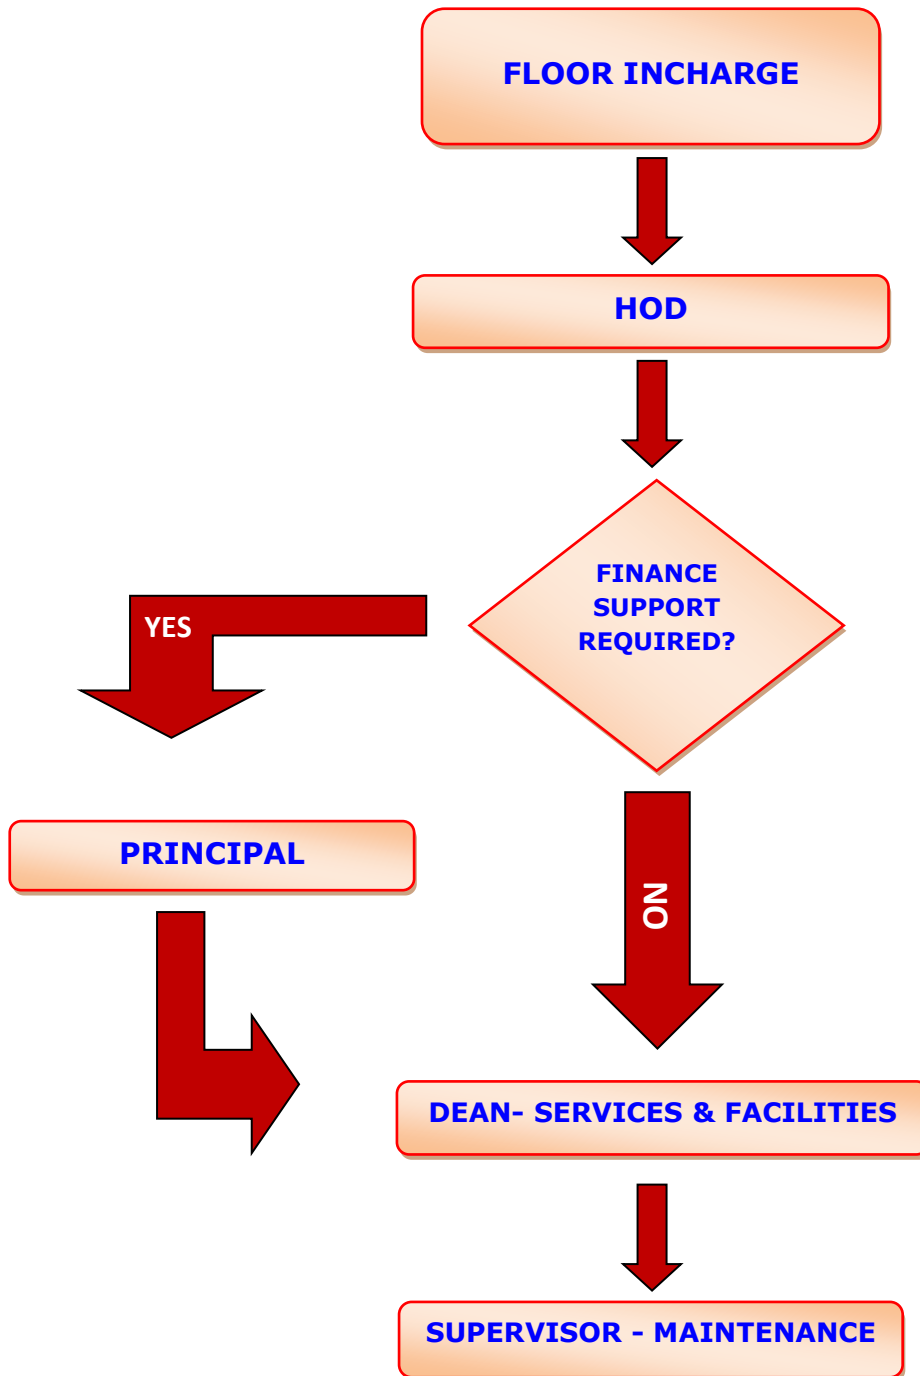 FLOOR INCHARGE
HOD
FINANCE
SUPPORT
REQUIRED?
YES
PRINCIPAL
NO
DEAN- SERVICES & FACILITIES
SUPERVISOR - MAINTENANCE